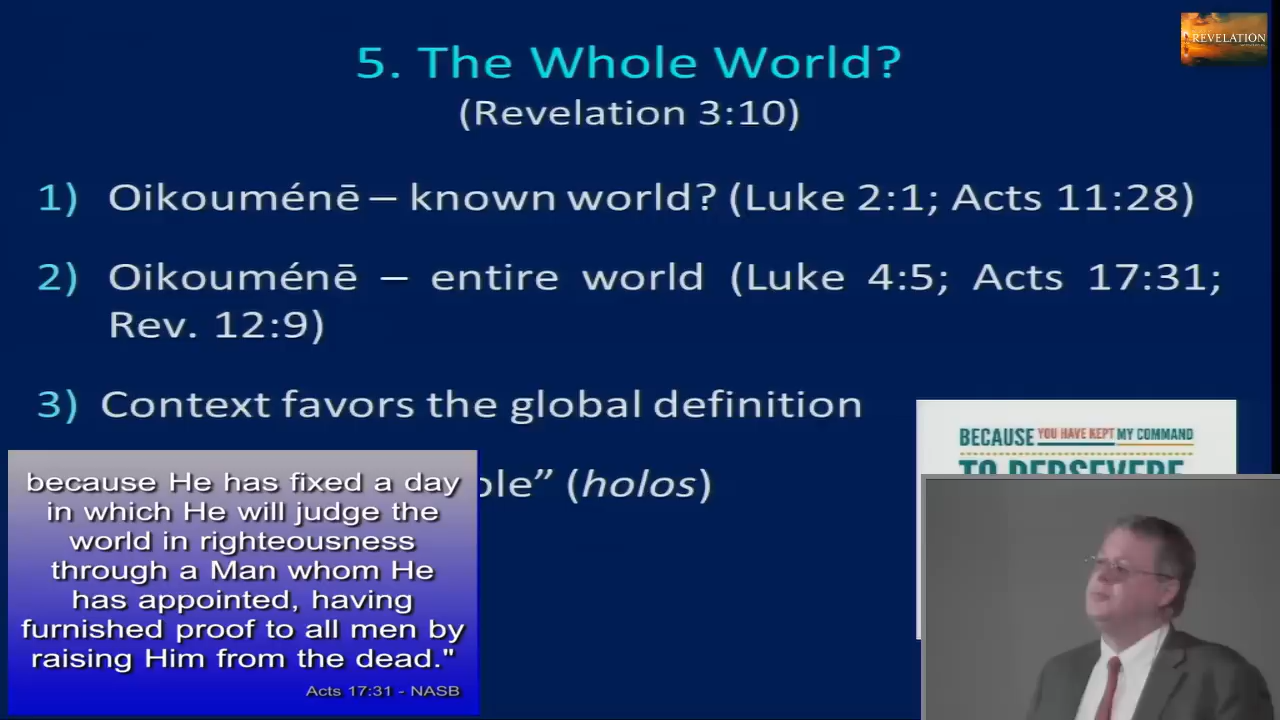 REVELATION
5. The Whole World?
(Revelation 3:10)
1) Oikouménē – known world? (Luke 2:1; Acts 11:28)
2) Oikouménē – entire world (Luke 4:5; Acts 17:31;
Rev. 12:9)
3) Context favors the global definition
ole” (holos)
BECAUSE YOU HAVE KEPT MY COMMAND
TO PERSEVERE
because He has fixed a day
in which He will judge the
world in righteousness
through a Man whom He
has appointed, having
furnished proof to all men by
raising Him from the dead."
Acts 17:31 - NASB